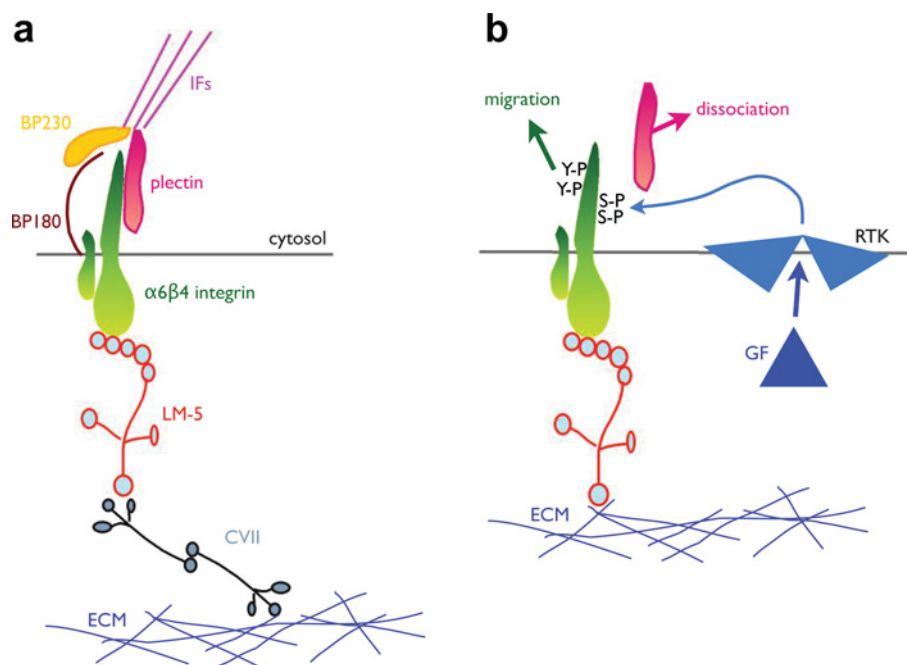 a
IFs
BP230
plectin
BP180
cytosol
α6β4 integrin
LM-5
CVII
ECM
b
migration
dissociation
Y-P
Y-P
S-P
S-P
RTK
GF
ECM